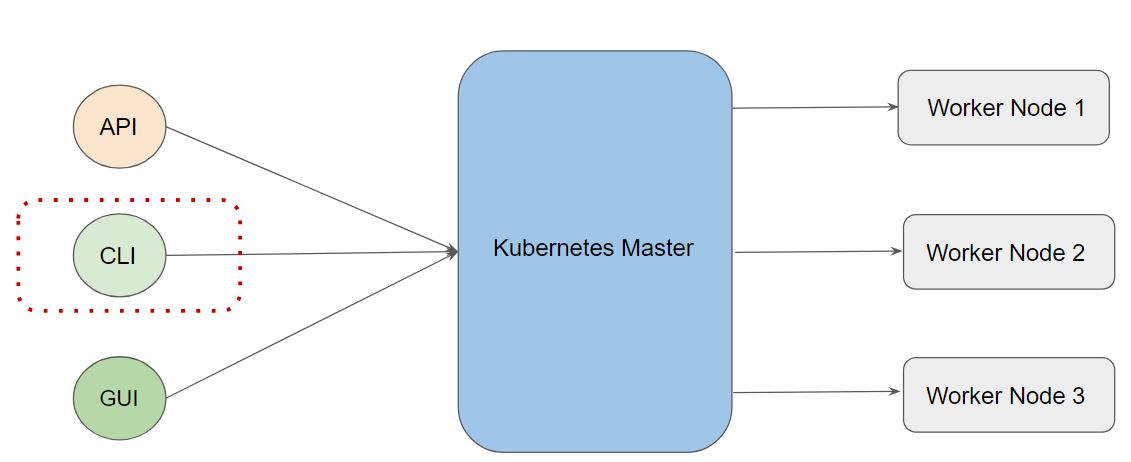 API
CLI
GUI
Kubernetes Master
Worker Node 1
Worker Node 2
Worker Node 3